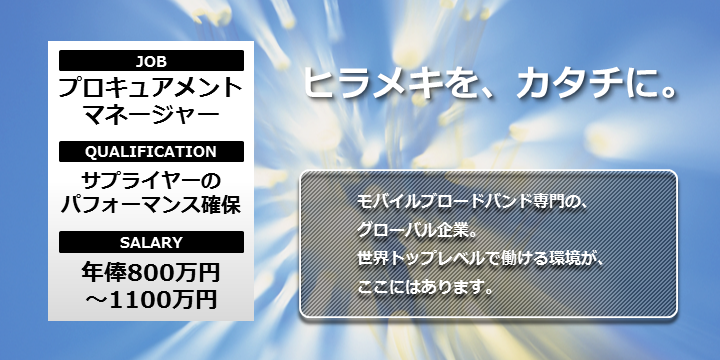 JOB
プロキュアメント
マネージャー
QUALIFICATION
サプライヤーの
パフォーマンス確保
SALARY
年俸800万円
～1100万円
ヒラメキを、カタチに。
モバイルブロードバンド専門の、
グローバル企業。
世界トップレベルで働ける環境が、
ここにはあります。